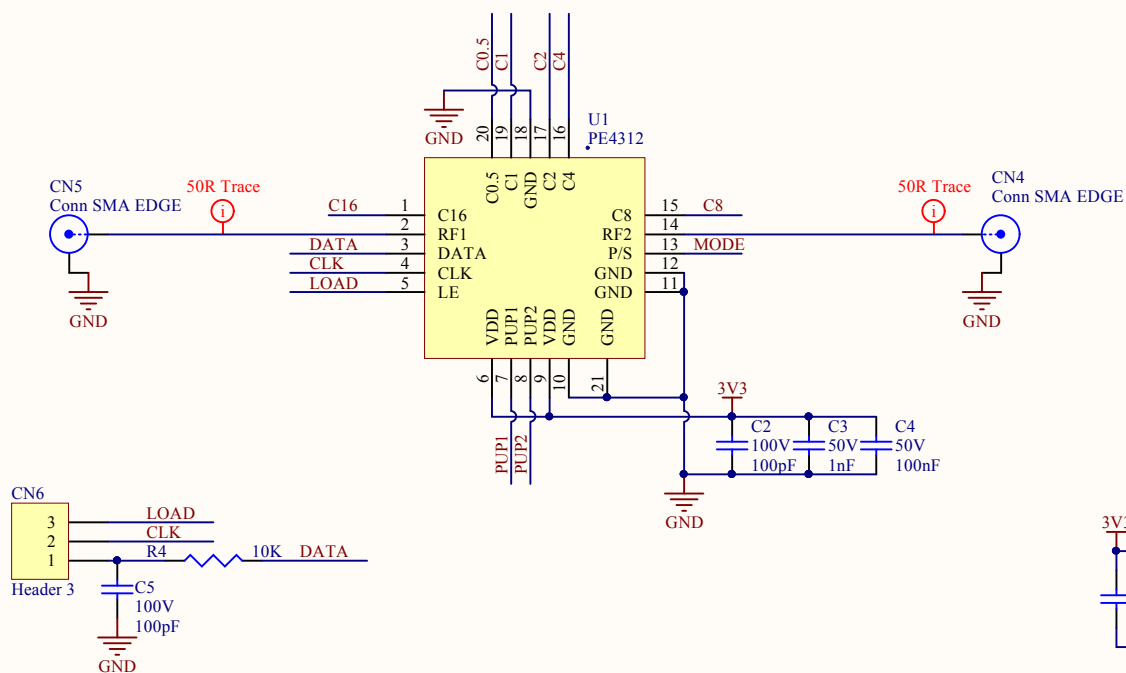 C0.5
C1
C2
C4
GND
20
19
18
17
16
U1
PE4312
C0.5
C1
GND
C2
C4
CN5
Conn SMA EDGE
50R Trace
i
GND
C16
DATA
CLK
LOAD
1
2
3
4
5
C16
RF1
DATA
CLK
LE
C8
RF2
P/S
GND
GND
15
14
13
12
11
C8
MODE
50R Trace
i
CN4
Conn SMA EDGE
GND
VDD
PUP1
PUP2
VDD
GND
GND
6
7
8
9
10
21
PUP1
PUP2
3V3
C2
100V
100pF
C3
50V
1nF
C4
50V
100nF
GND
CN6
3
2
1
Header 3
LOAD
CLK
R4
10K
DATA
C5
100V
100pF
GND